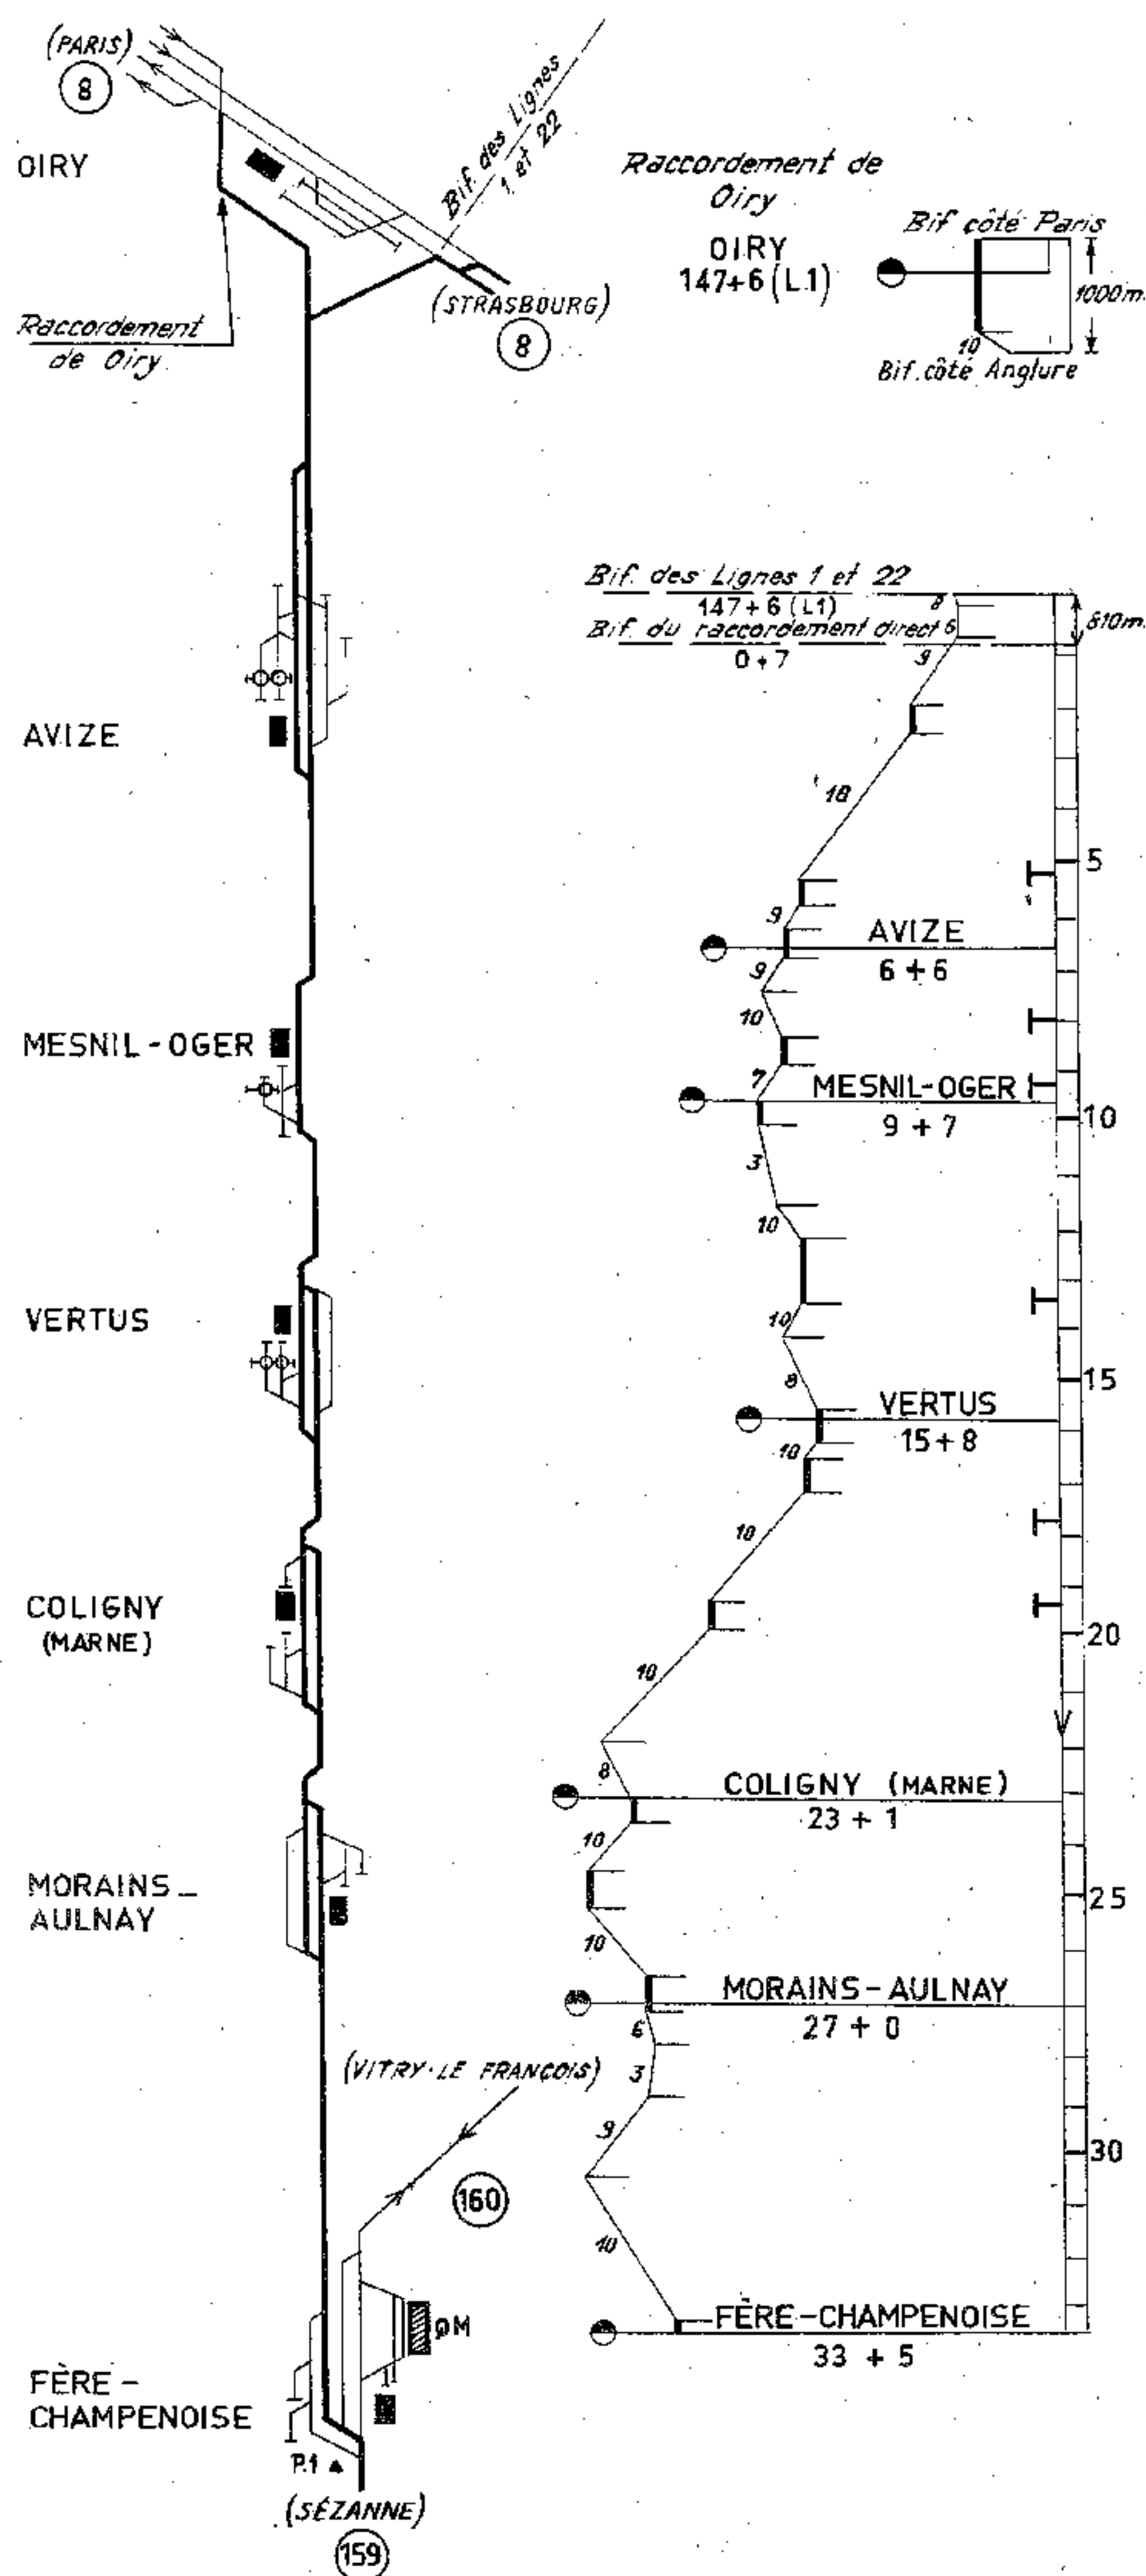 (PARIS)
8
OIRY
Bif. des Lignes
1 et 22
Raccordement
de Oiry.
(STRASBOURG)
8
Raccordement de
Oiry
OIRY
147+6 (L.1)
Bif côté Paris
1000m.
10
Bif. côté Anglure
AVIZE
MESNIL-OGER
VERTUS
COLIGNY
(MARNE)
MORAINS-
AULNAY
(VITRY-LE FRANÇOIS)
160
ØM
FÈRE-
CHAMPENOISE
P.1
(SÉZANNE)
159
Bif. des Lignes 1 et 22
147+6 (L1)
8
Bif. du raccordement direct 6
0+7
810m.
9
18
5
9
AVIZE
6+6
9
10
7
MESNIL-OGER
9+7
10
3
10
10
8
15
VERTUS
15+8
10
10
20
10
8
COLIGNY (MARNE)
23+1
10
25
10
MORAINS-AULNAY
27+0
6
3
9
30
10
FÈRE-CHAMPENOISE
33+5